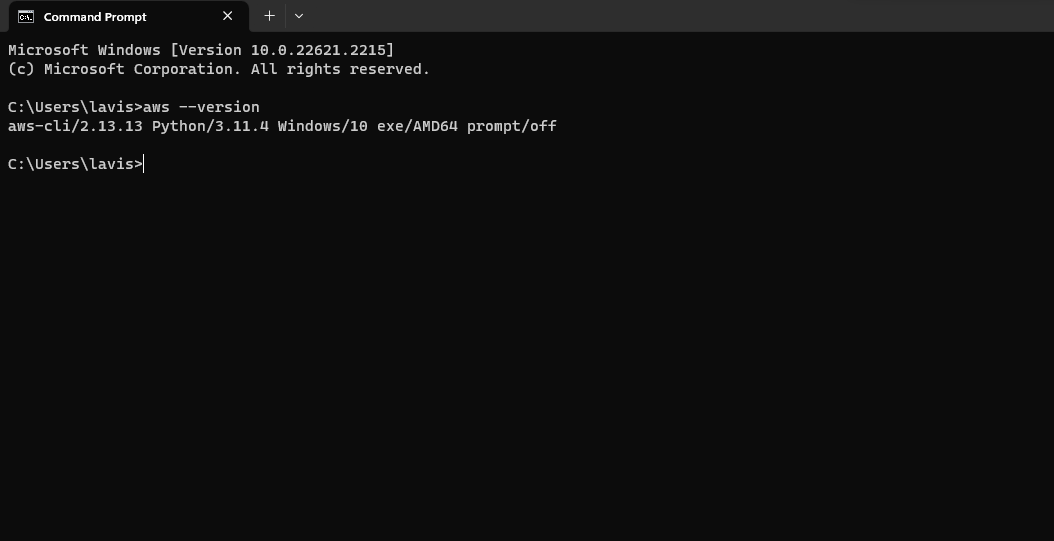 Command Prompt
Microsoft Windows [Version 10.0.22621.2215]
(c) Microsoft Corporation. All rights reserved.
C:\Users\lavis>aws --version
aws-cli/2.13.13 Python/3.11.4 Windows/10 exe/AMD64 prompt/off
C:\Users\lavis>